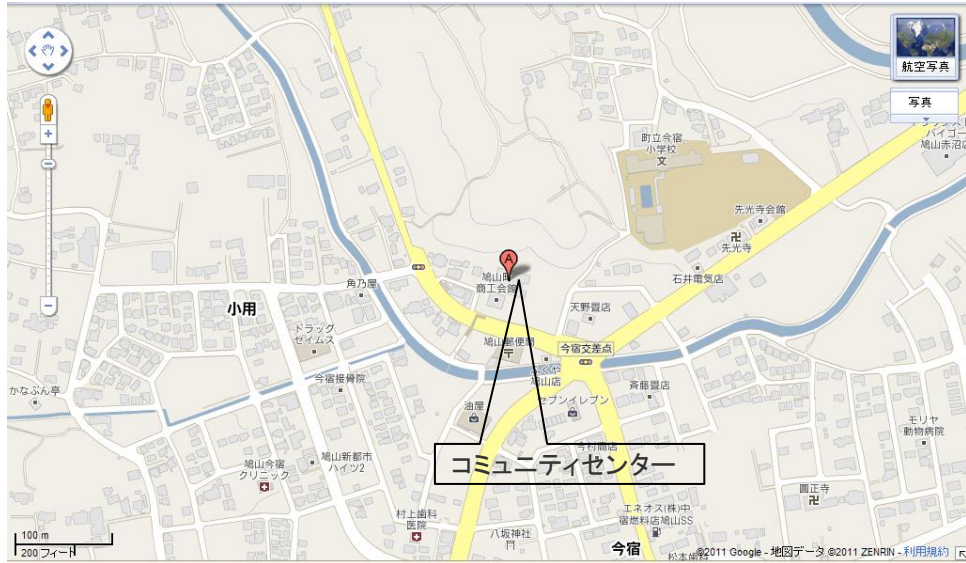 航空写真
写真
バイゴー
鳩山赤沼店
町立今宿
小学校
文
先光寺会館
卍
先光寺
石井電気店
A
鳩山町
商工会館
天野畳店
角乃屋
小用
ドラッグ
セイムス
鳩山郵便局
〒
今宿交差点
鳩山店
今宿接骨院
斉藤畳店
セブンイレブン
かなぶん亭
油屋
モリヤ
動物病院
今村商店
コミュニティセンター
鳩山新都市
ハイツ2
鳩山今宿
クリニック
圓正寺
卍
村上歯科
医院
エネオス(株)中
宿燃料店鳩山SS
八坂神社
今宿
松本歯科
100 m
200 フィート
©2011 Google - 地図データ ©2011 ZENRIN - 利用規約